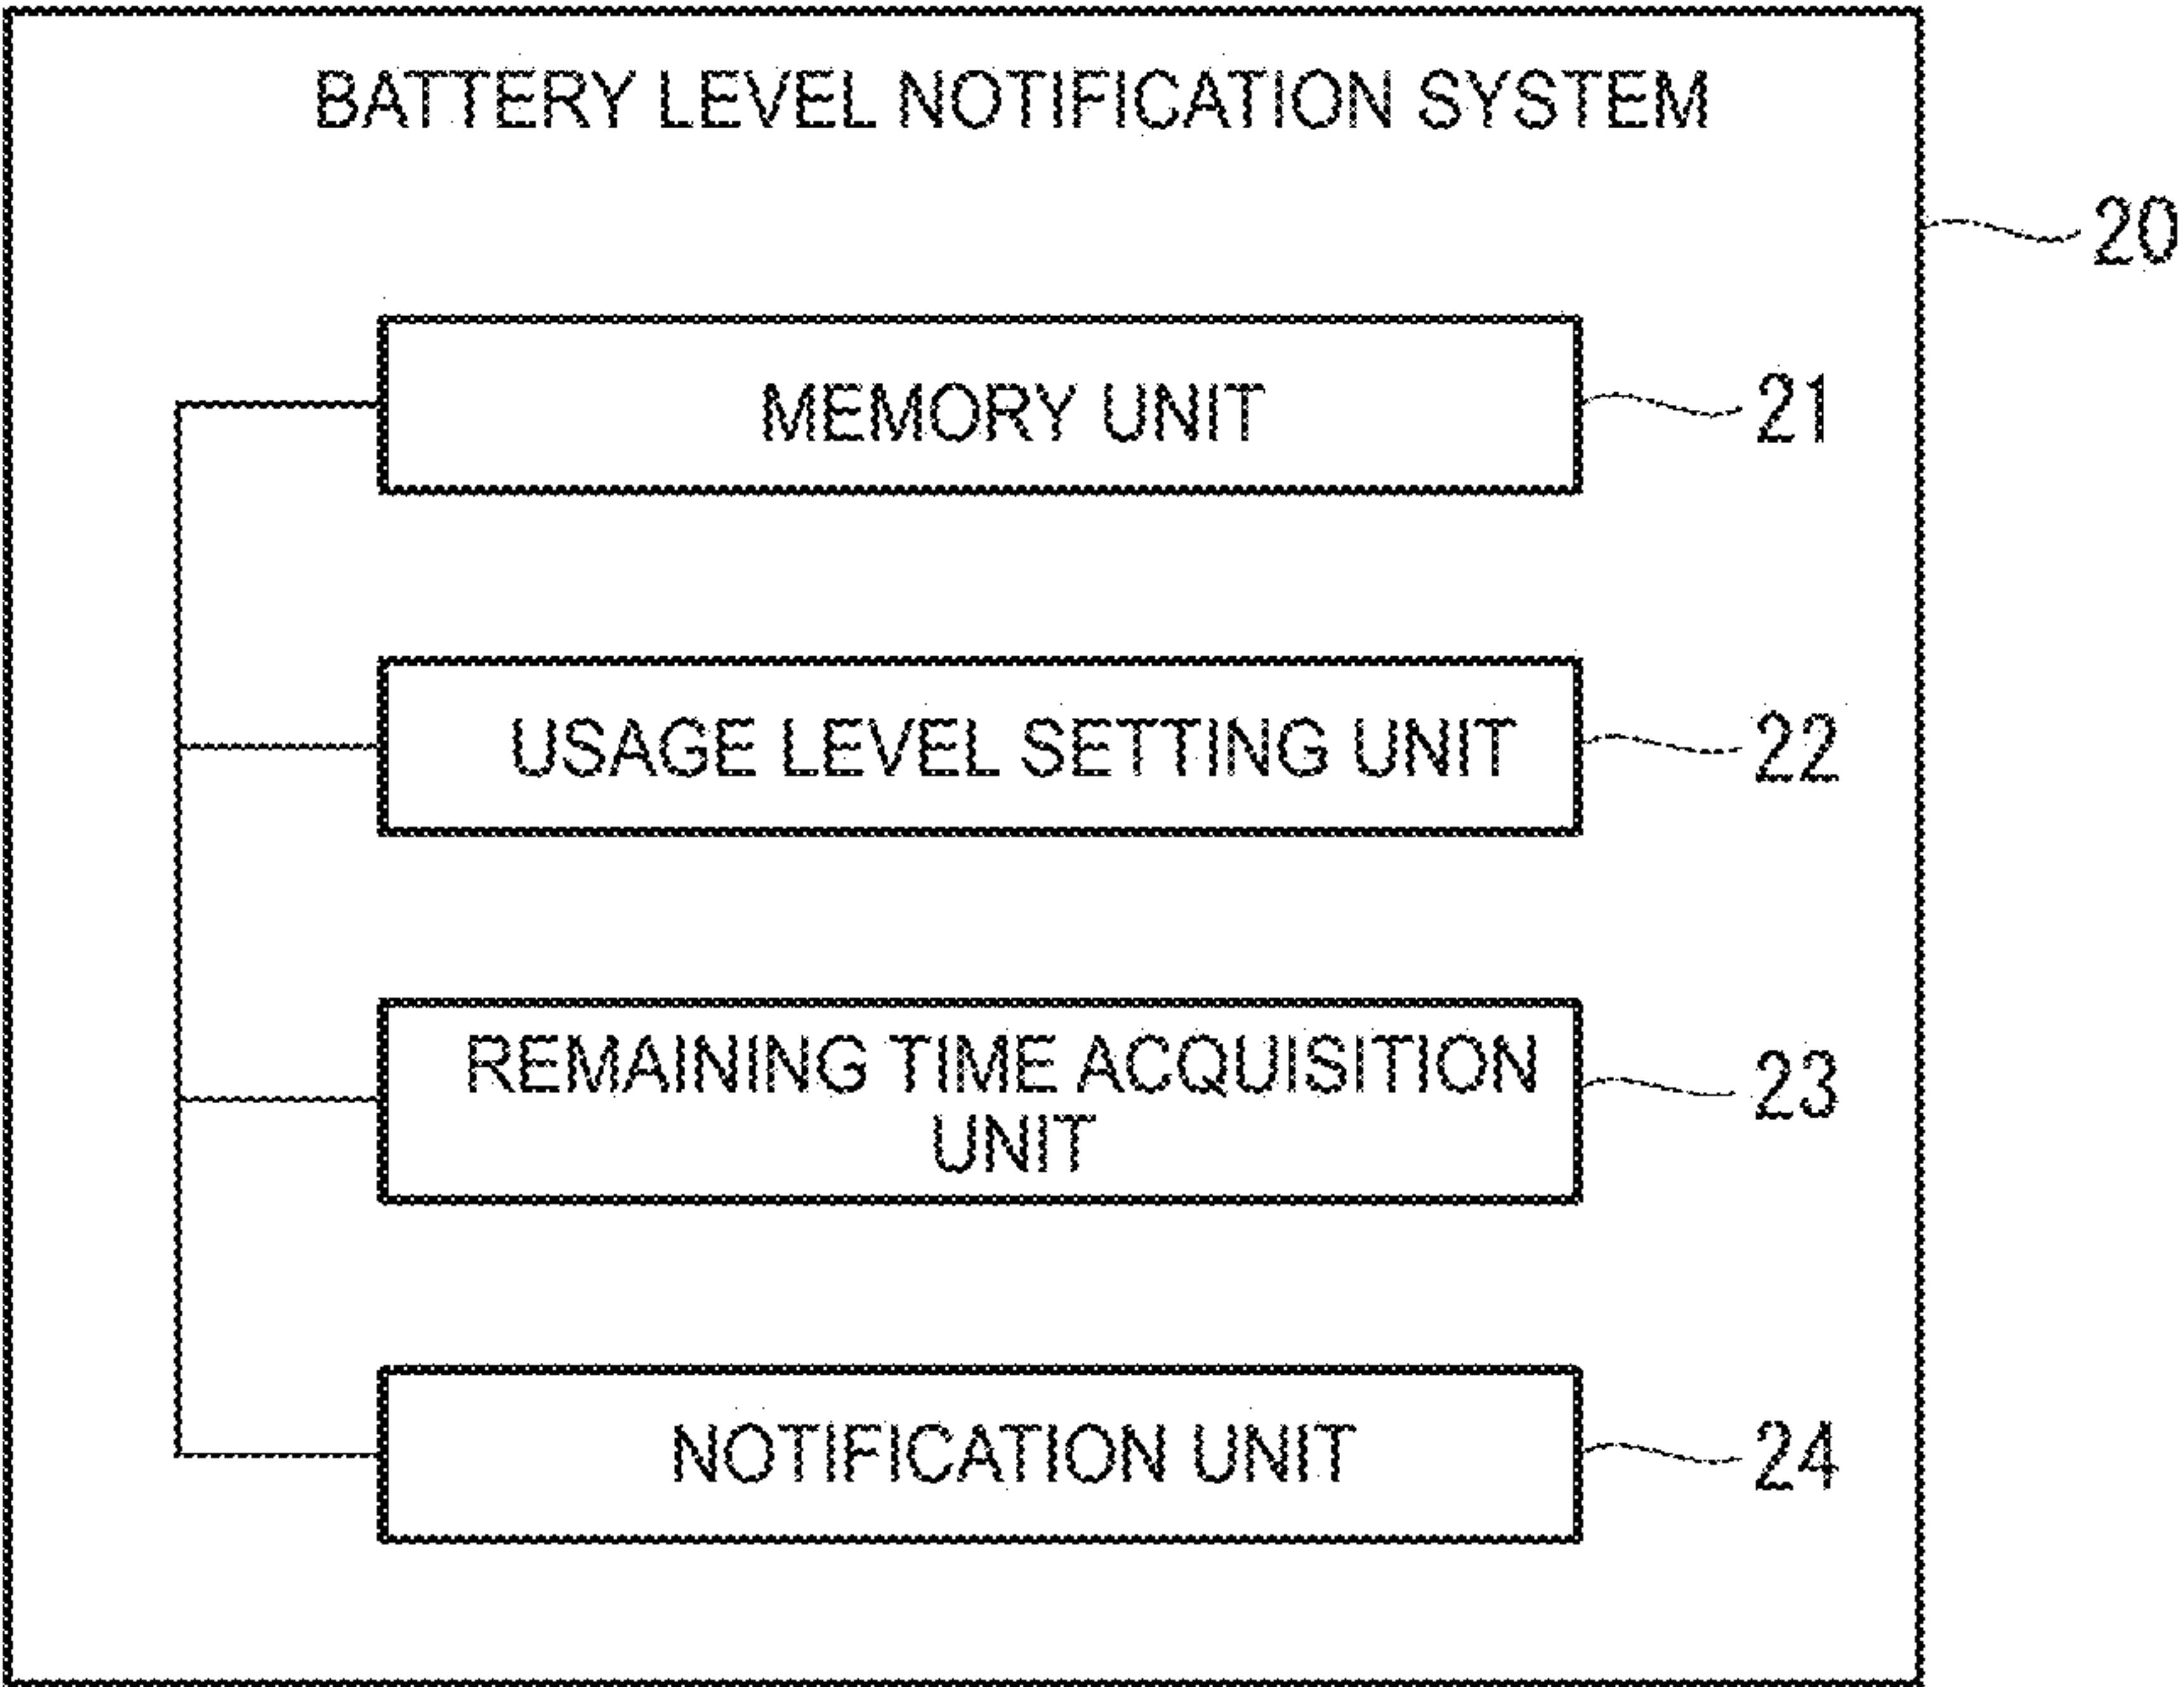 BATTERY LEVEL NOTIFICATION SYSTEM
20
MEMORY UNIT
21
USAGE LEVEL SETTING UNIT
22
REMAINING TIME ACQUISITION
UNIT
23
NOTIFICATION UNIT
24